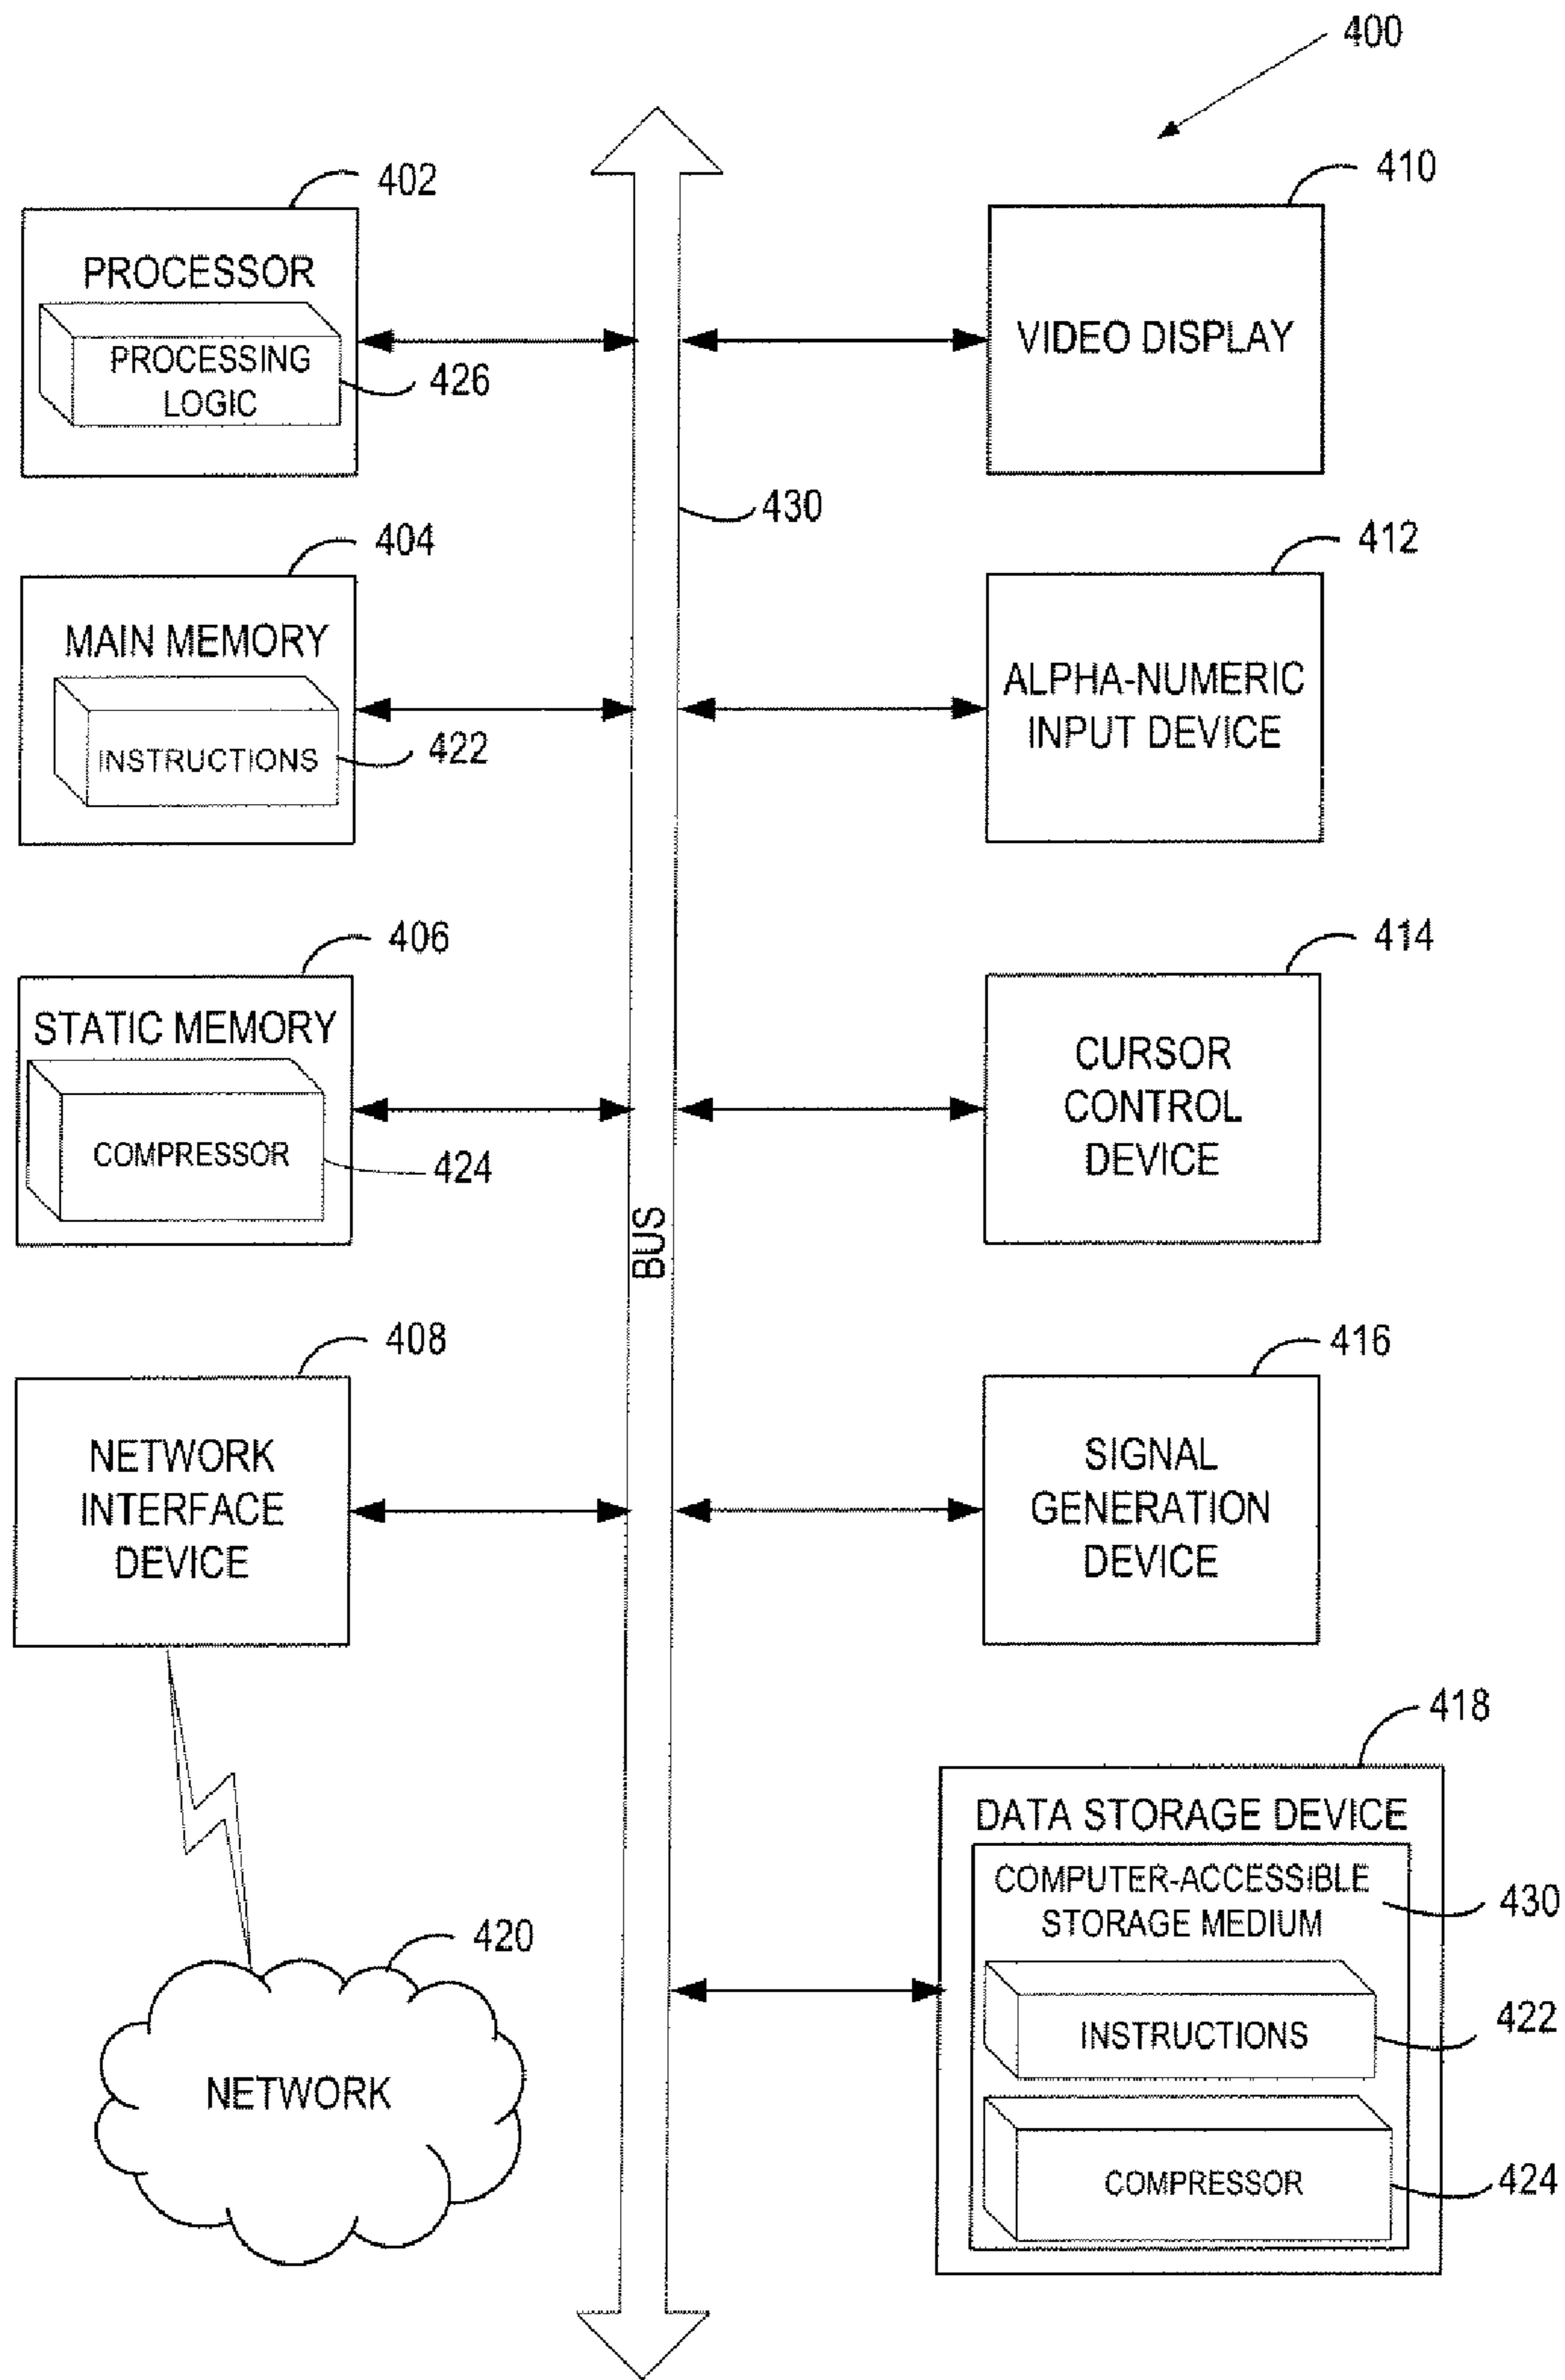 400
402
PROCESSOR
PROCESSING
LOGIC
426
410
VIDEO DISPLAY
430
404
MAIN MEMORY
INSTRUCTIONS
422
412
ALPHA-NUMERIC
INPUT DEVICE
406
STATIC MEMORY
COMPRESSOR
424
414
CURSOR
CONTROL
DEVICE
BUS
408
NETWORK
INTERFACE
DEVICE
416
SIGNAL
GENERATION
DEVICE
418
DATA STORAGE DEVICE
COMPUTER-ACCESSIBLE
STORAGE MEDIUM
430
INSTRUCTIONS
422
COMPRESSOR
424
420
NETWORK